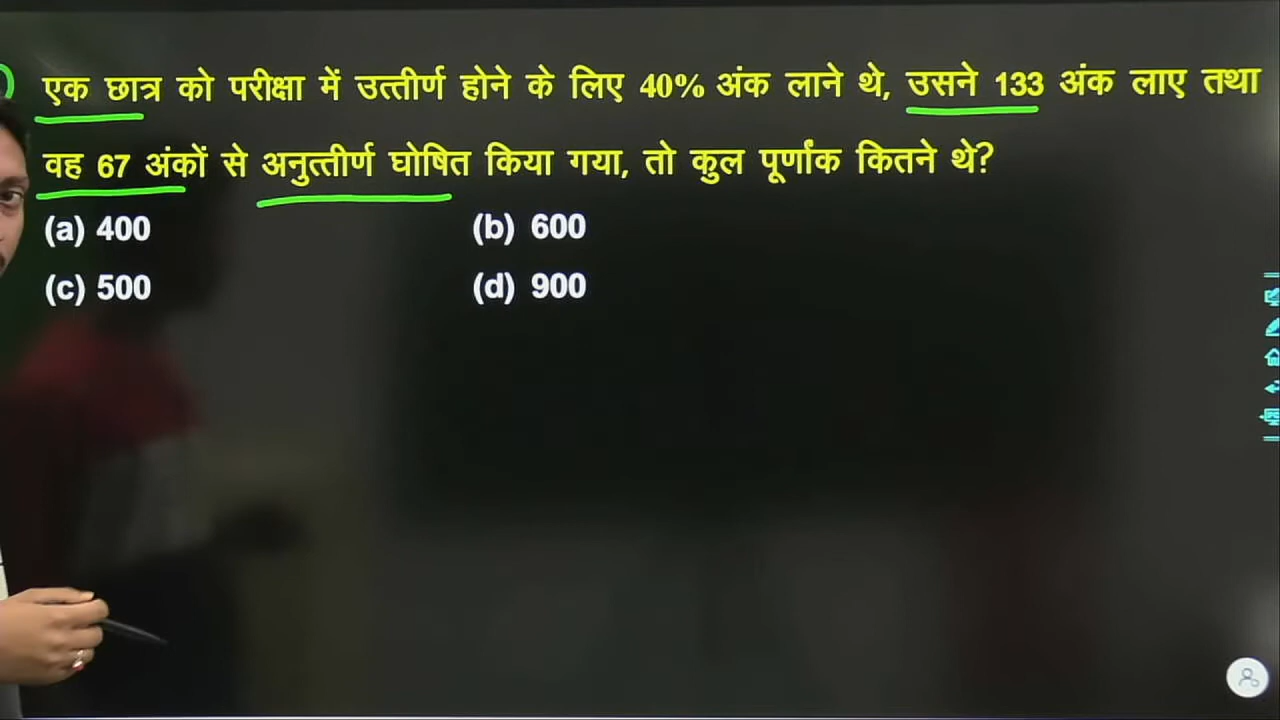 एक छात्र को परीक्षा में उत्तीर्ण होने के लिए 40% अंक लाने थे, उसने 133 अंक लाए तथा
वह 67 अंकों से अनुत्तीर्ण घोषित किया गया, तो कुल पूर्णांक कितने थे?
(a) 400 (b) 600
(c) 500 (d) 900